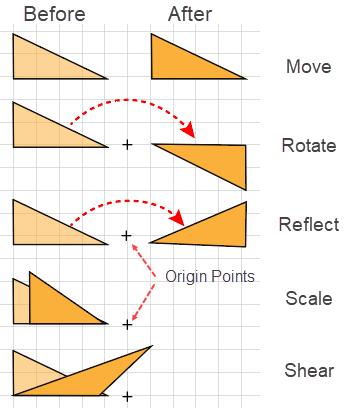 Before After
Move
Rotate
Reflect
Origin Points
Scale
Shear